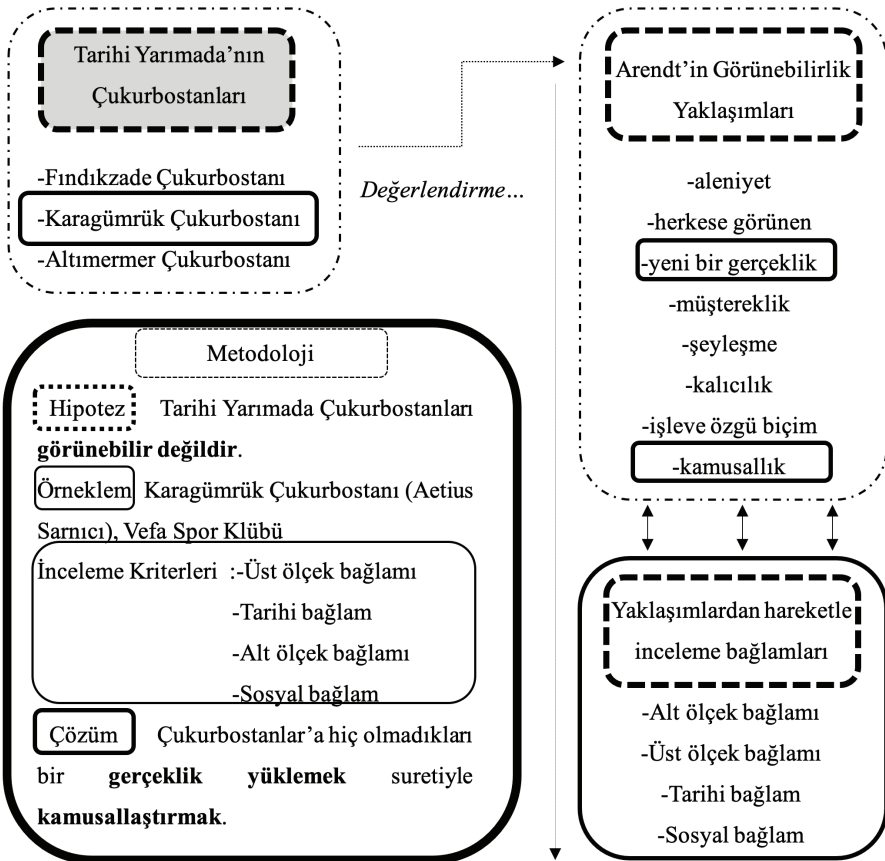 Tarihi Yarımada’nın
Çukurbostanları
-Fındıkzade Çukurbostanı
-Karagümrük Çukurbostanı
-Altımermer Çukurbostanı
Değerlendirme…
Arendt’in Görünebilirlik
Yaklaşımları
-aleniyet
-herkese görünen
-yeni bir gerçeklik
-müştereklik
-şeyleşme
-kalıcılık
-işleve özgü biçim
-kamusallık
Metodoloji
Hipotez Tarihi Yarımada Çukurbostanları
görünebilir değildir.
Örneklem Karagümrük Çukurbostanı (Aetius
Sarnıcı), Vefa Spor Klübü
İnceleme Kriterleri :-Üst ölçek bağlamı
-Tarihi bağlam
-Alt ölçek bağlamı
-Sosyal bağlam
Çözüm Çukurbostanlar’a hiç olmadıkları
bir gerçeklik yüklemek suretiyle
kamusallaştırmak.
Yaklaşımlardan hareketle
inceleme bağlamları
-Alt ölçek bağlamı
-Üst ölçek bağlamı
-Tarihi bağlam
-Sosyal bağlam